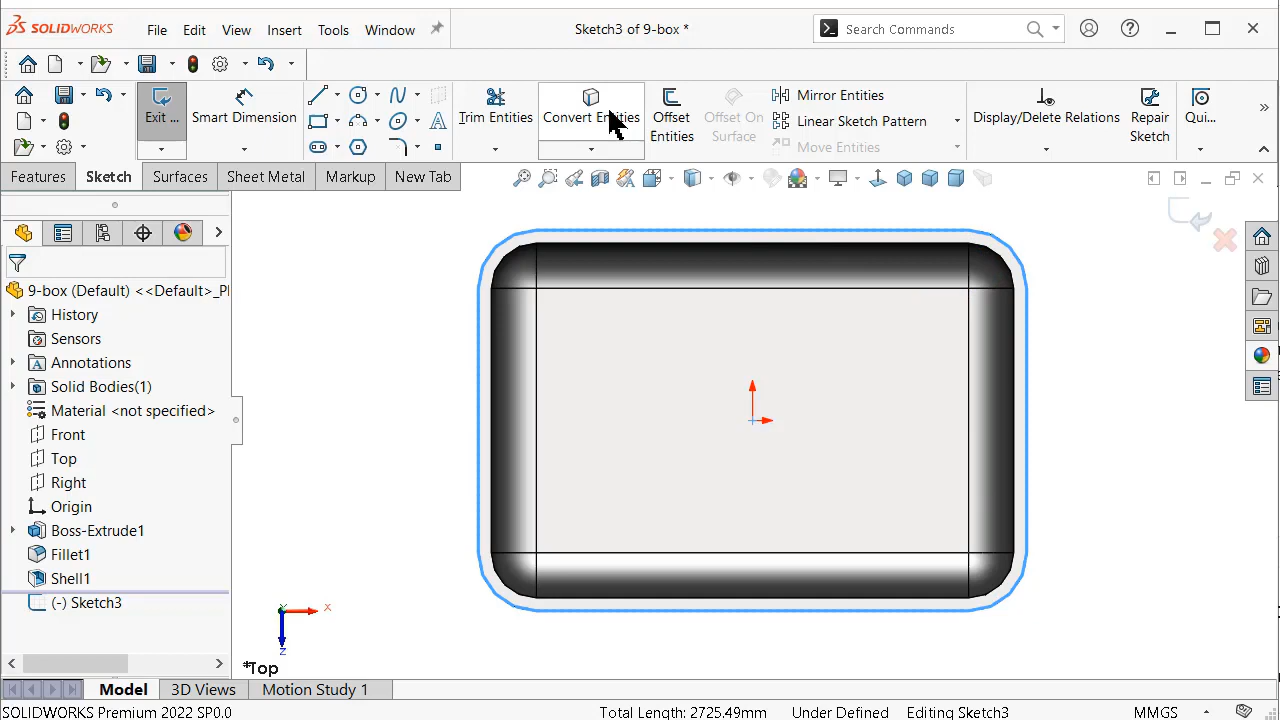 SOLIDWORKS File Edit View Insert Tools Window Sketch3 of 9-box * Search Commands
Exit ... Smart Dimension Trim Entities Convert Entities Offset Entities Offset On Surface Mirror Entities Linear Sketch Pattern Move Entities Display/Delete Relations Repair Sketch Qui...
Features Sketch Surfaces Sheet Metal Markup New Tab
9-box (Default) <<Default>_P
History
Sensors
Annotations
Solid Bodies(1)
Material <not specified>
Front
Top
Right
Origin
Boss-Extrude1
Fillet1
Shell1
(-) Sketch3
x
Y
z
*Top
Model 3D Views Motion Study 1
SOLIDWORKS Premium 2022 SP0.0 Total Length: 2725.49mm Under Defined Editing Sketch3 MMGS